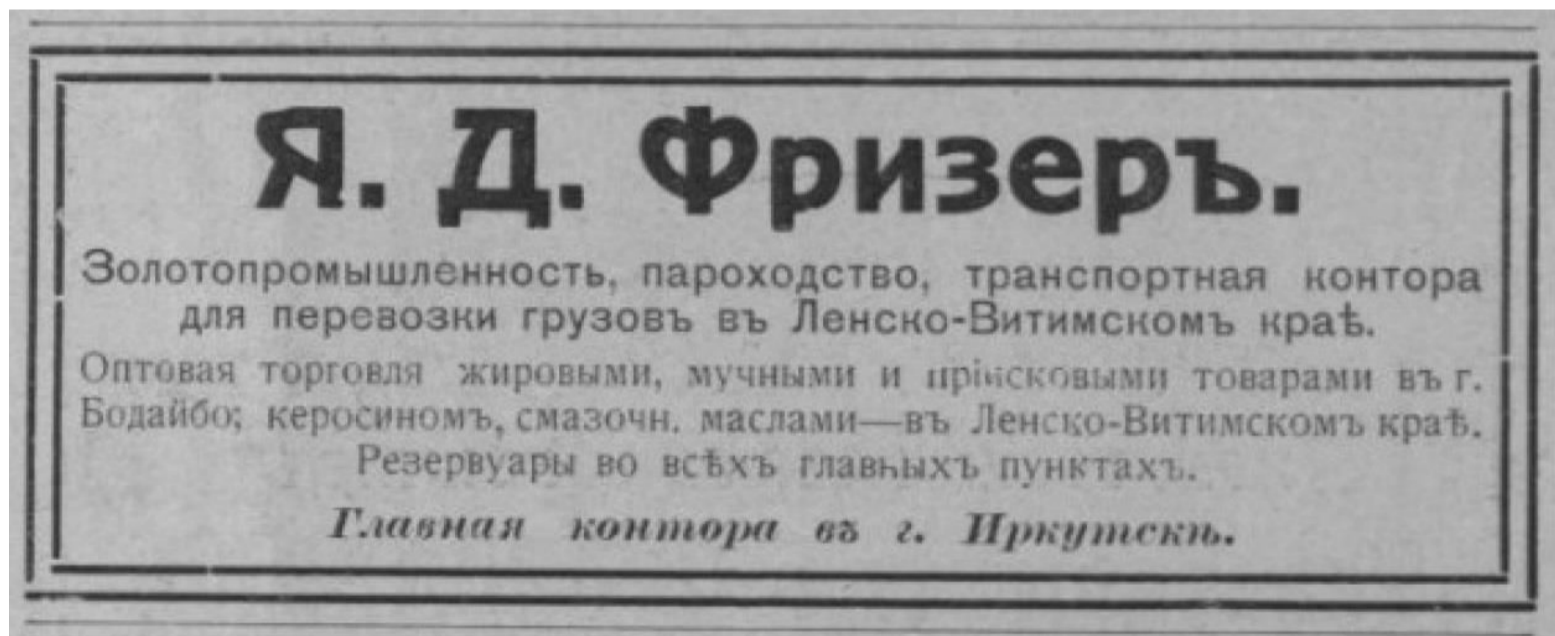 Я. Д. Фризеръ.
Золотопромышленность, пароходство, транспортная контора
для перевозки грузовъ въ Ленско-Витимскомъ краѣ.
Оптовая торговля жировыми, мучными и пріисковыми товарами въ г.
Бодайбо; керосиномъ, смазочн. маслами—въ Ленско-Витимскомъ краѣ.
Резервуары во всѣхъ главныхъ пунктахъ.
Главная контора въ г. Иркутскѣ.